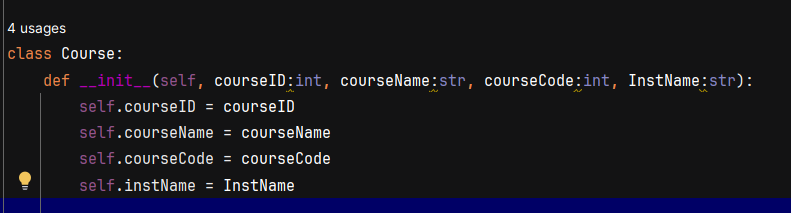 4 usages
class Course:
    def __init__(self, courseID:int, courseName:str, courseCode:int, InstName:str):
        self.courseID = courseID
        self.courseName = courseName
        self.courseCode = courseCode
        self.instName = InstName